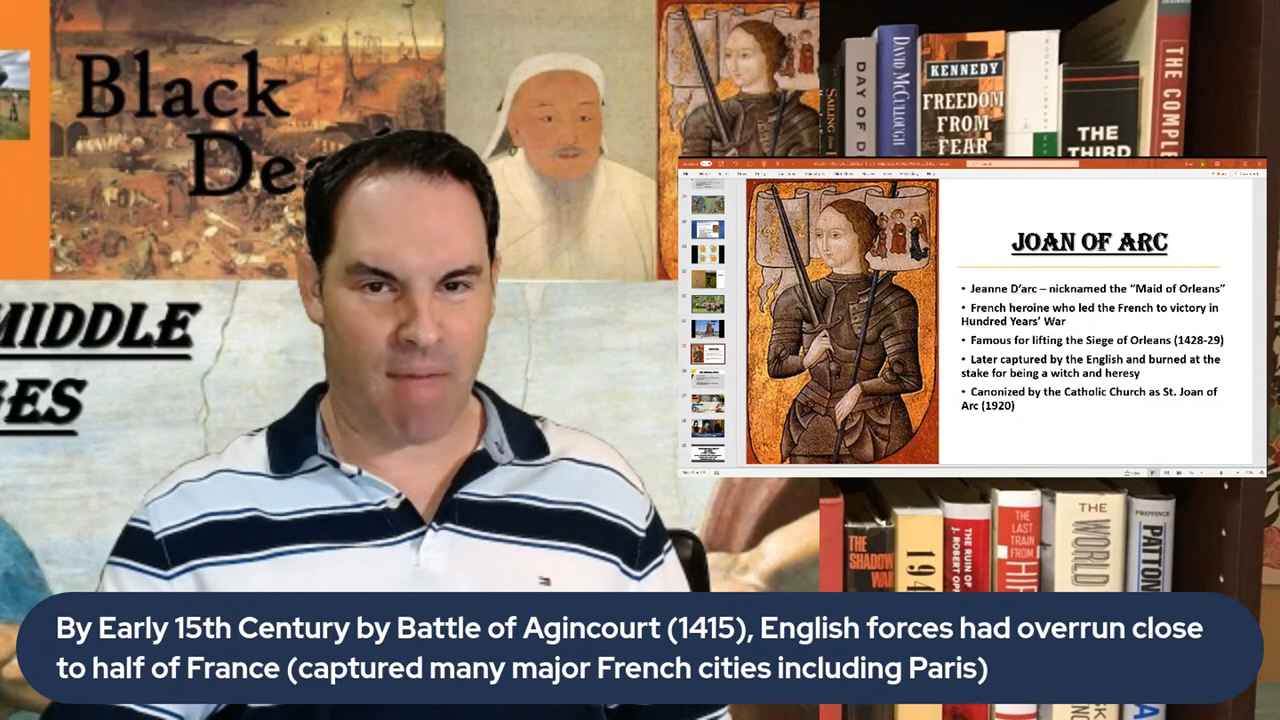 Black
Dea
MIDDLE
GES
DAY OF D
DAVID McCULLOUGH
KENNEDY
FREEDOM
FROM
FEAR
THE
THIRD
THE COMPLE
JOAN OF ARC
• Jeanne D'arc – nicknamed the "Maid of Orleans"
• French heroine who led the French to victory in
Hundred Years' War
• Famous for lifting the Siege of Orleans (1428-29)
• Later captured by the English and burned at the
stake for being a witch and heresy
• Canonized by the Catholic Church as St. Joan of
Arc (1920)
THE
SHADOW
WAR
194
THE RUIN OF
J. ROBERT OP
THE
LAST
TRAIN
FROM
HI
THE
WORLD
PROVINCE
PATTON
By Early 15th Century by Battle of Agincourt (1415), English forces had overrun close
to half of France (captured many major French cities including Paris)